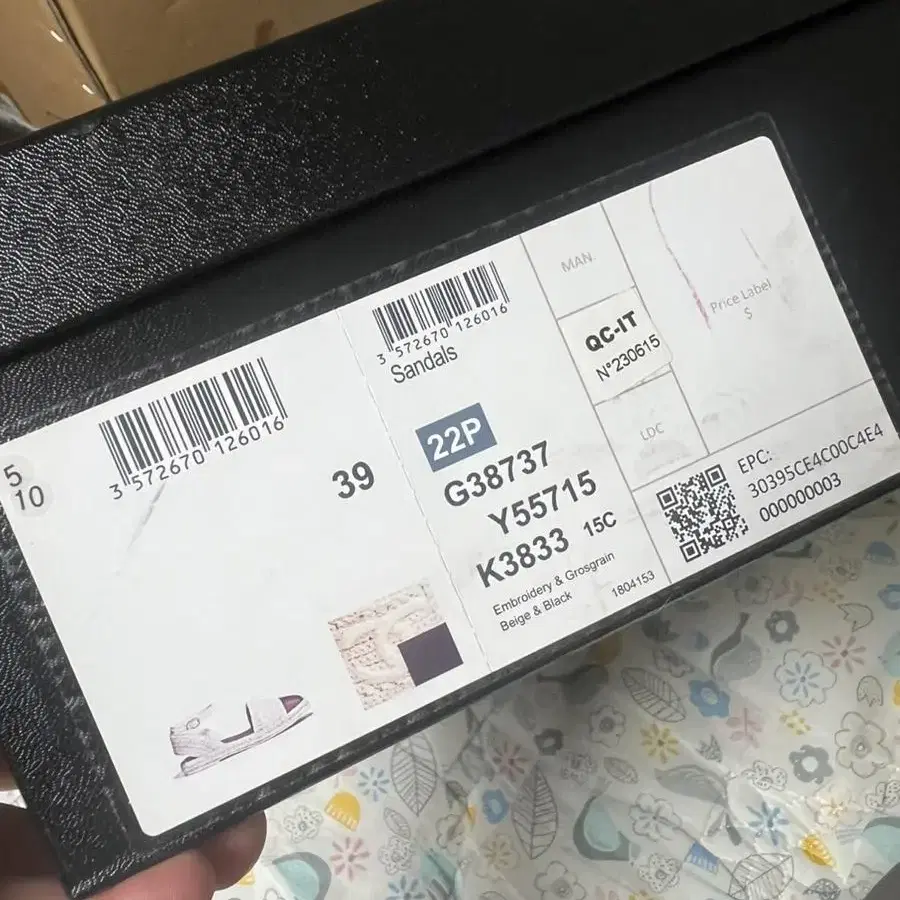 5
10
3 572670 126016
39
3 572670 126016
Sandals
22P
G38737
Y55715
K3833 15C
Embroidery & Grosgrain
Beige & Black
1804153
MAN.
QC-IT
N°230615
LDC
Price Label
S
EPC:
30395CE4C00C4E4
000000003